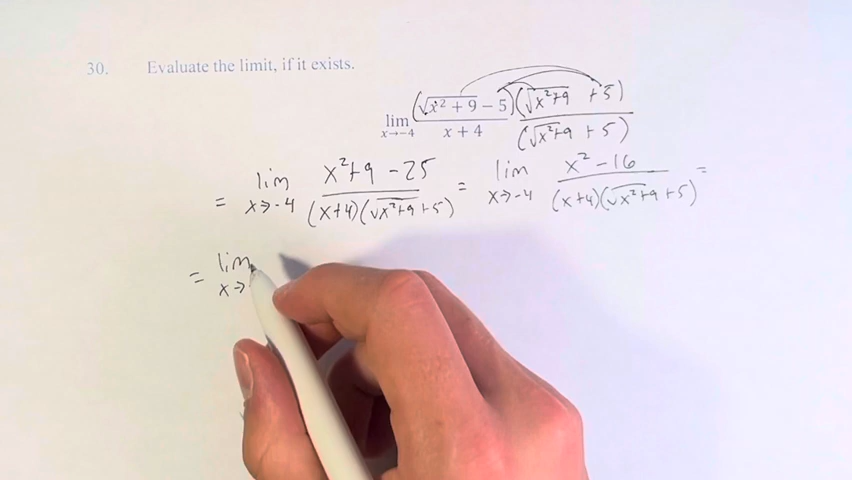 30. Evaluate the limit, if it exists.
lim x→-4 (√x²+9 - 5)(√x²+9 +5) / x + 4 (√x²+9 + 5)
= lim x→-4 x²+9 -25 / (x+4)(√x²+9 +5) = lim x→-4 x² -16 / (x+4)(√x²+9 +5) =
= lim x→